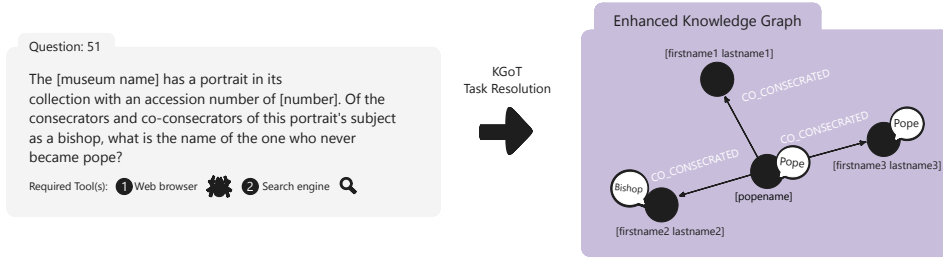 Question: 51
The [museum name] has a portrait in its
collection with an accession number of [number]. Of the
consecrators and co-consecrators of this portrait's subject
as a bishop, what is the name of the one who never
became pope?
Required Tool(s): 1 Web browser 2 Search engine
KGoT
Task Resolution
Enhanced Knowledge Graph
[firstname1 lastname1]
CO_CONSECRATED
CO_CONSECRATED
Pope
[firstname3 lastname3]
CO_CONSECRATED
Pope
[popename]
Bishop
[firstname2 lastname2]